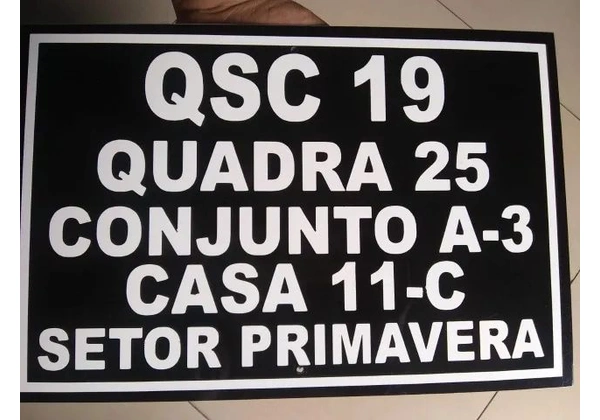 QSC 19
QUADRA 25
CONJUNTO A-3
CASA 11-C
SETOR PRIMAVERA